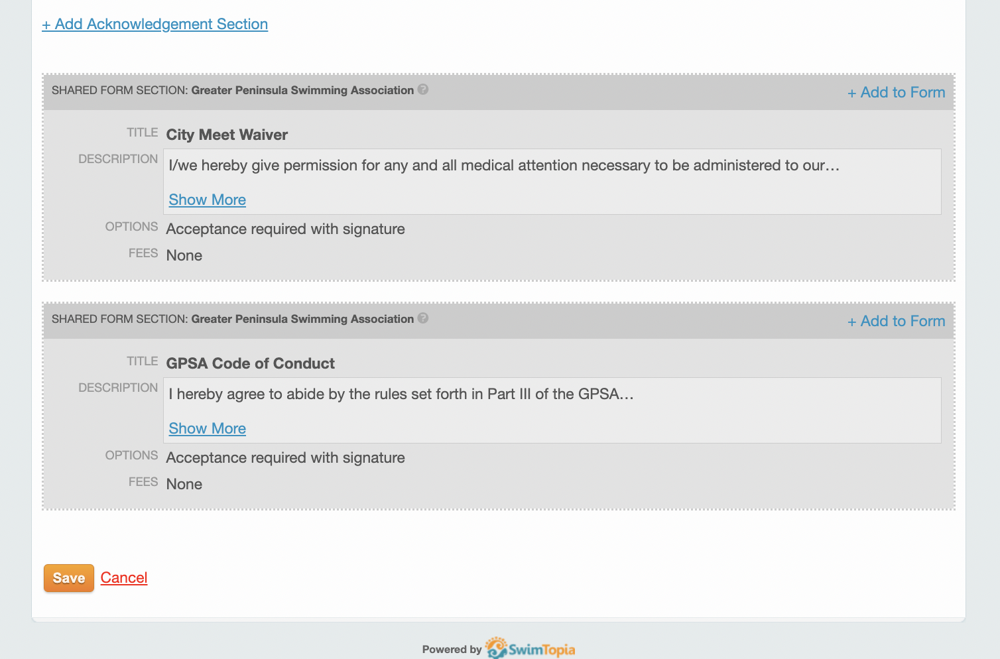 + Add Acknowledgement Section
SHARED FORM SECTION: Greater Peninsula Swimming Association ?
+ Add to Form
TITLE City Meet Waiver
DESCRIPTION I/we hereby give permission for any and all medical attention necessary to be administered to our…
Show More
OPTIONS Acceptance required with signature
FEES None
SHARED FORM SECTION: Greater Peninsula Swimming Association ?
+ Add to Form
TITLE GPSA Code of Conduct
DESCRIPTION I hereby agree to abide by the rules set forth in Part III of the GPSA…
Show More
OPTIONS Acceptance required with signature
FEES None
Save Cancel
Powered by SwimTopia